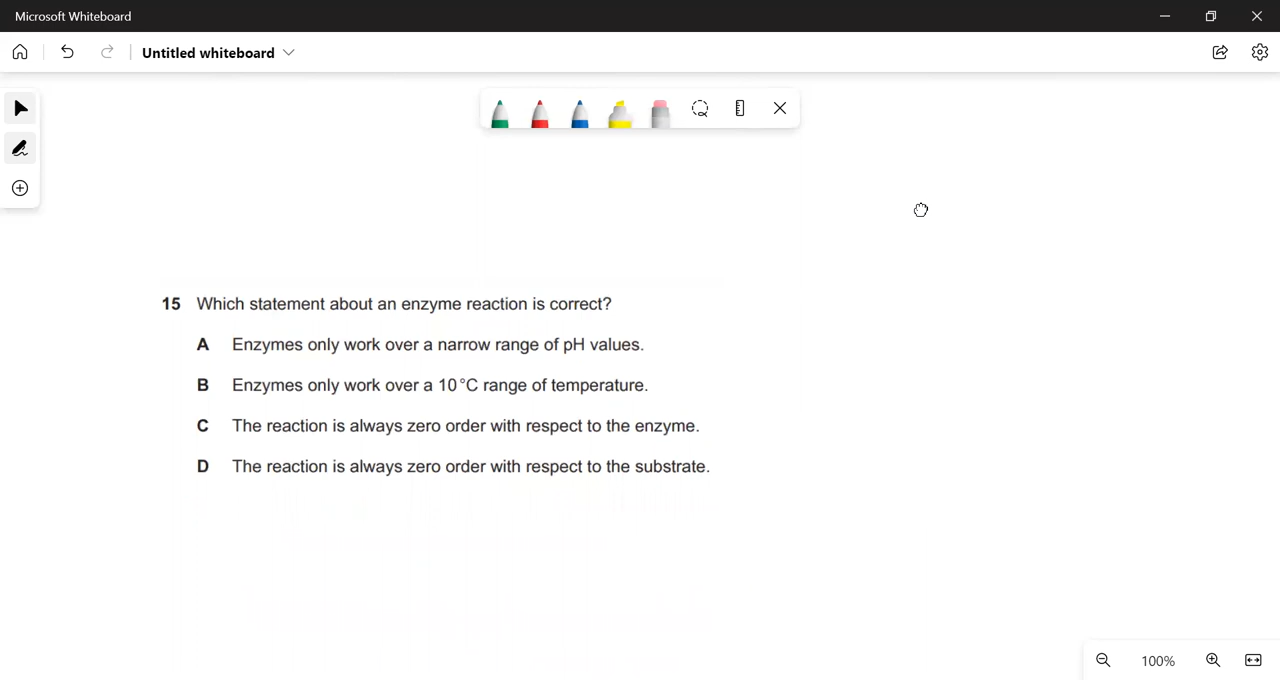 Microsoft Whiteboard
Untitled whiteboard
15 Which statement about an enzyme reaction is correct?
A Enzymes only work over a narrow range of pH values.
B Enzymes only work over a 10 °C range of temperature.
C The reaction is always zero order with respect to the enzyme.
D The reaction is always zero order with respect to the substrate.
100%